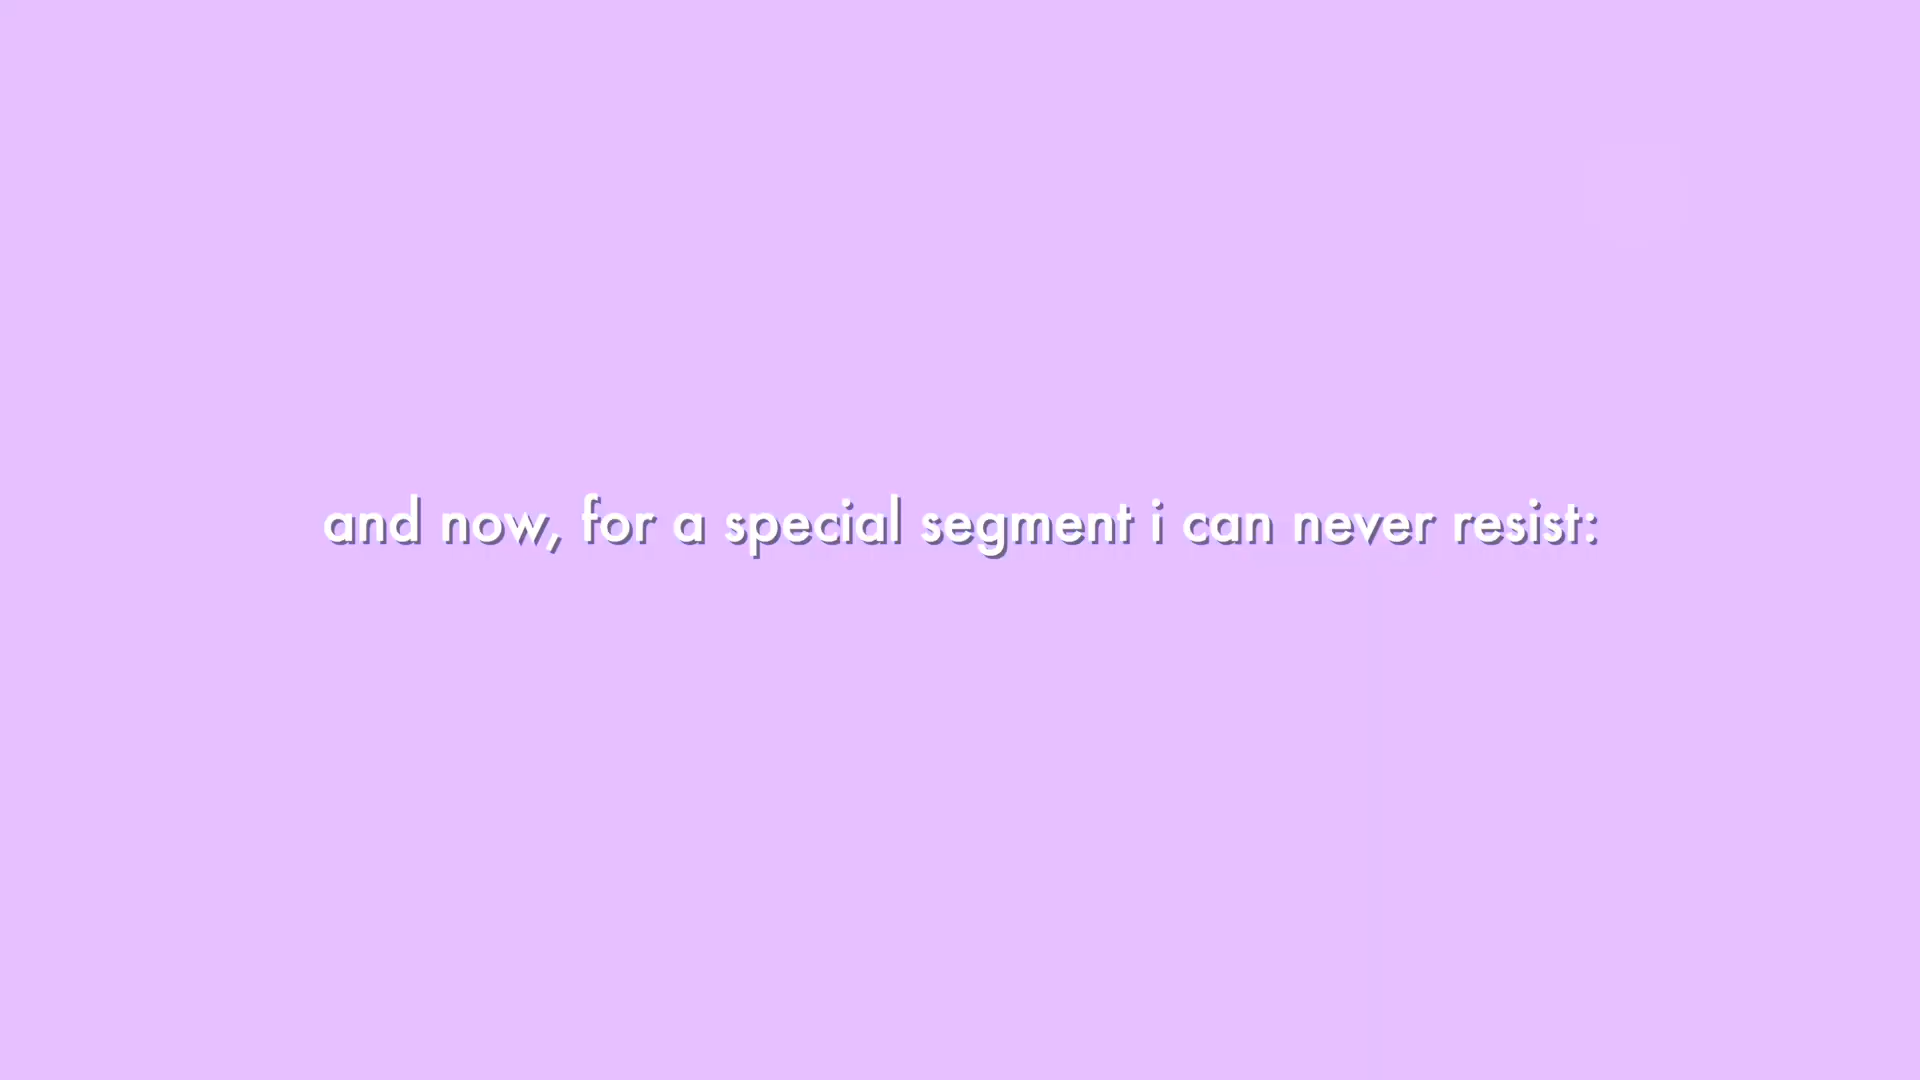 and now, for a special segment i can never resist: